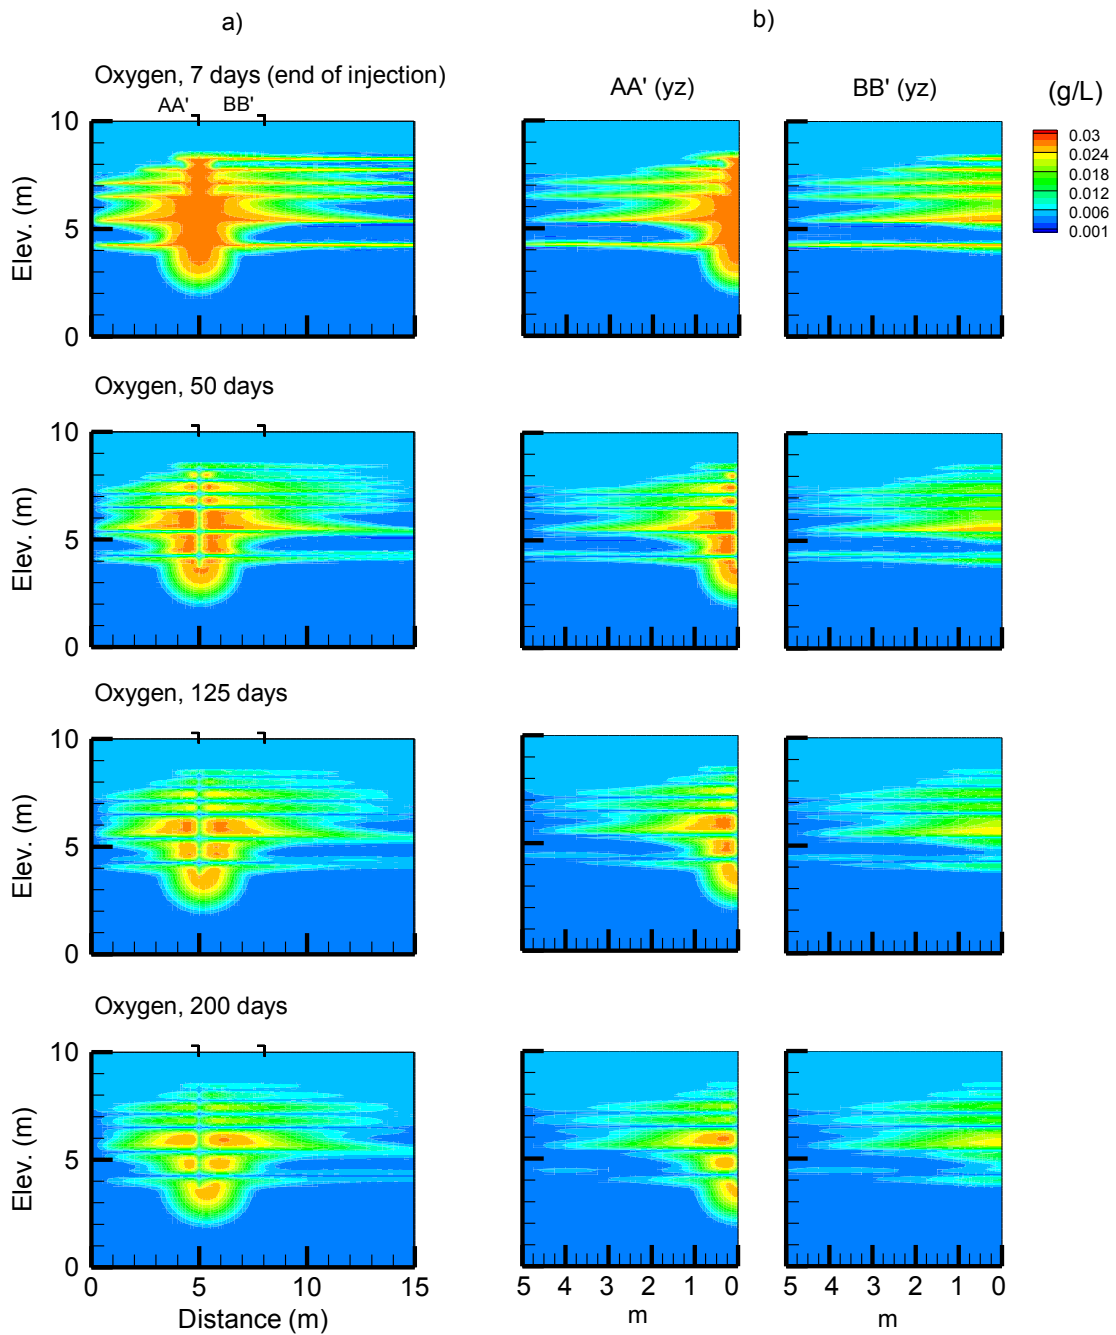 a)
b)
Oxygen, 7 days (end of injection)
AA' (yz)
BB' (yz)
(g/L)
AA'
BB'
10
5
0
Elev. (m)
0.03
0.024
0.018
0.012
0.006
0.001
Oxygen, 50 days
10
5
0
Elev. (m)
Oxygen, 125 days
10
5
0
Elev. (m)
Oxygen, 200 days
10
5
0
Elev. (m)
0 5 10 15
Distance (m)
5 4 3 2 1 0
m
5 4 3 2 1 0
m